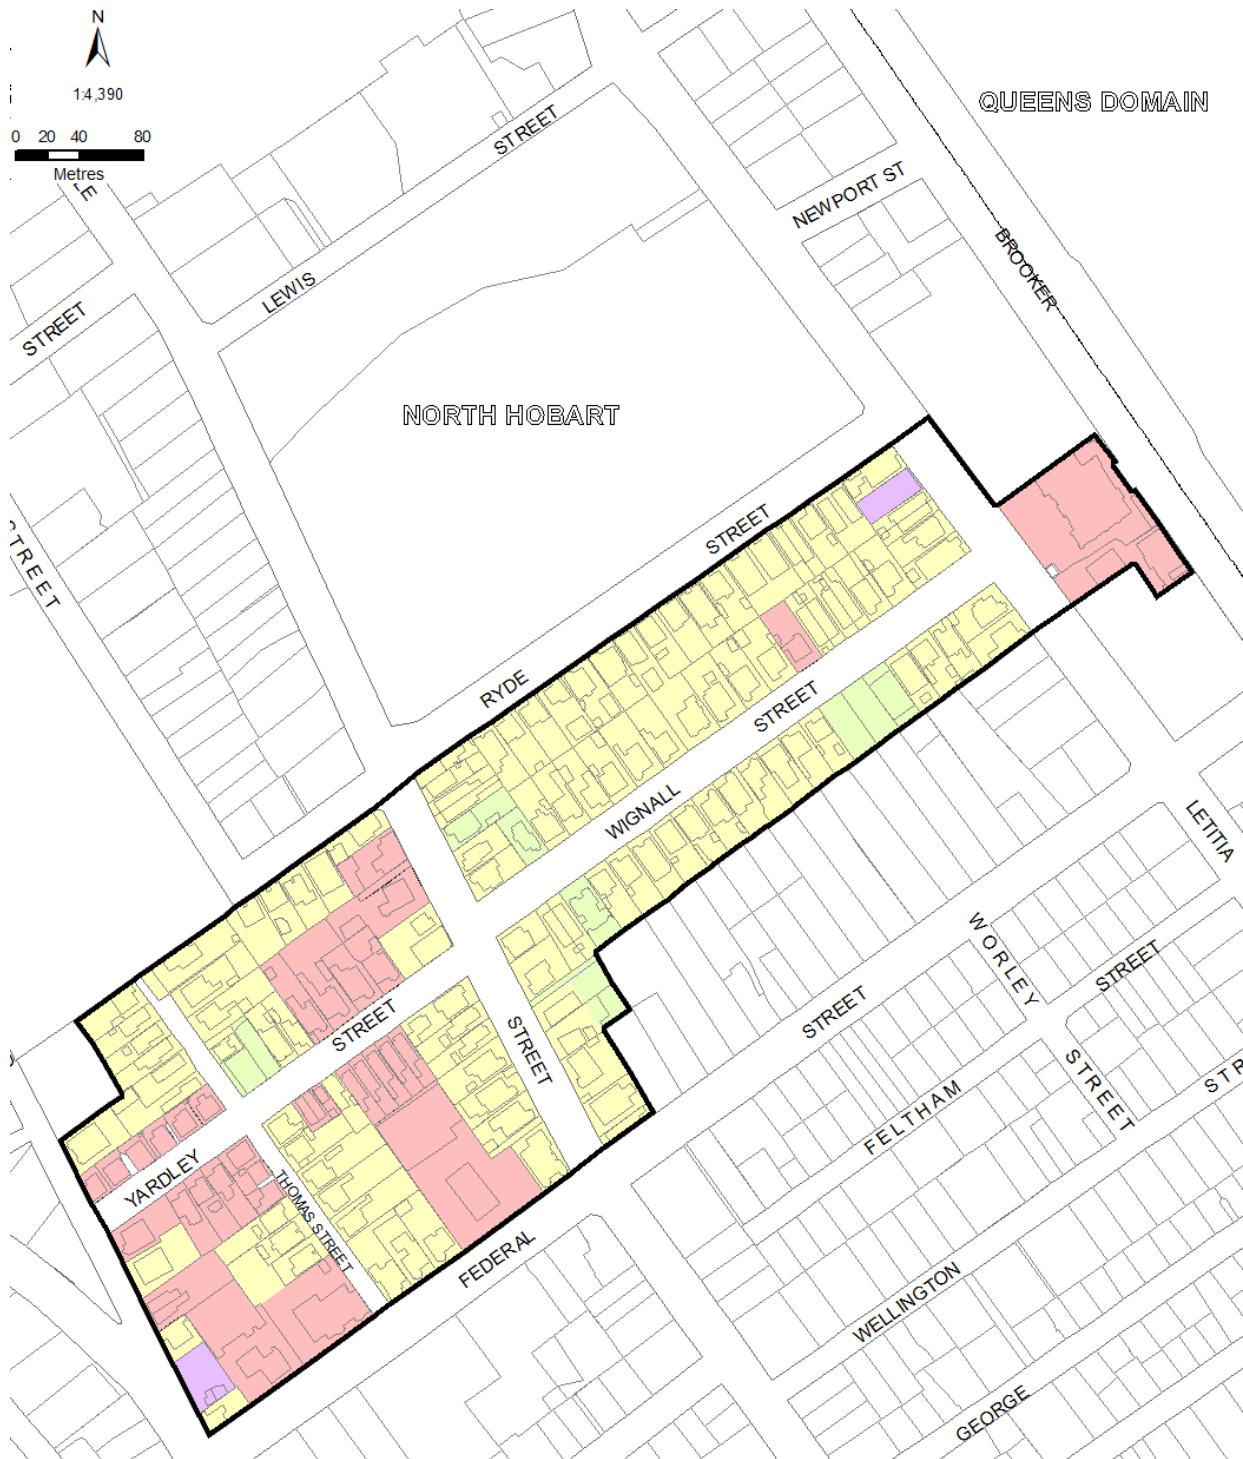 N
1:4,390
0 20 40 80
Metres
QUEENS DOMAIN
STREET
NEWPORT ST
BROOKER
LEWIS
STREET
NORTH HOBART
STREET
STREET
RYDE
STREET
WIGNALL
LETITIA
WORLEY
STREET
STREET
STREET
STREET
STREET
FELTHAM
YARDLEY
THOMAS STREET
FEDERAL
WELLINGTON
GEORGE